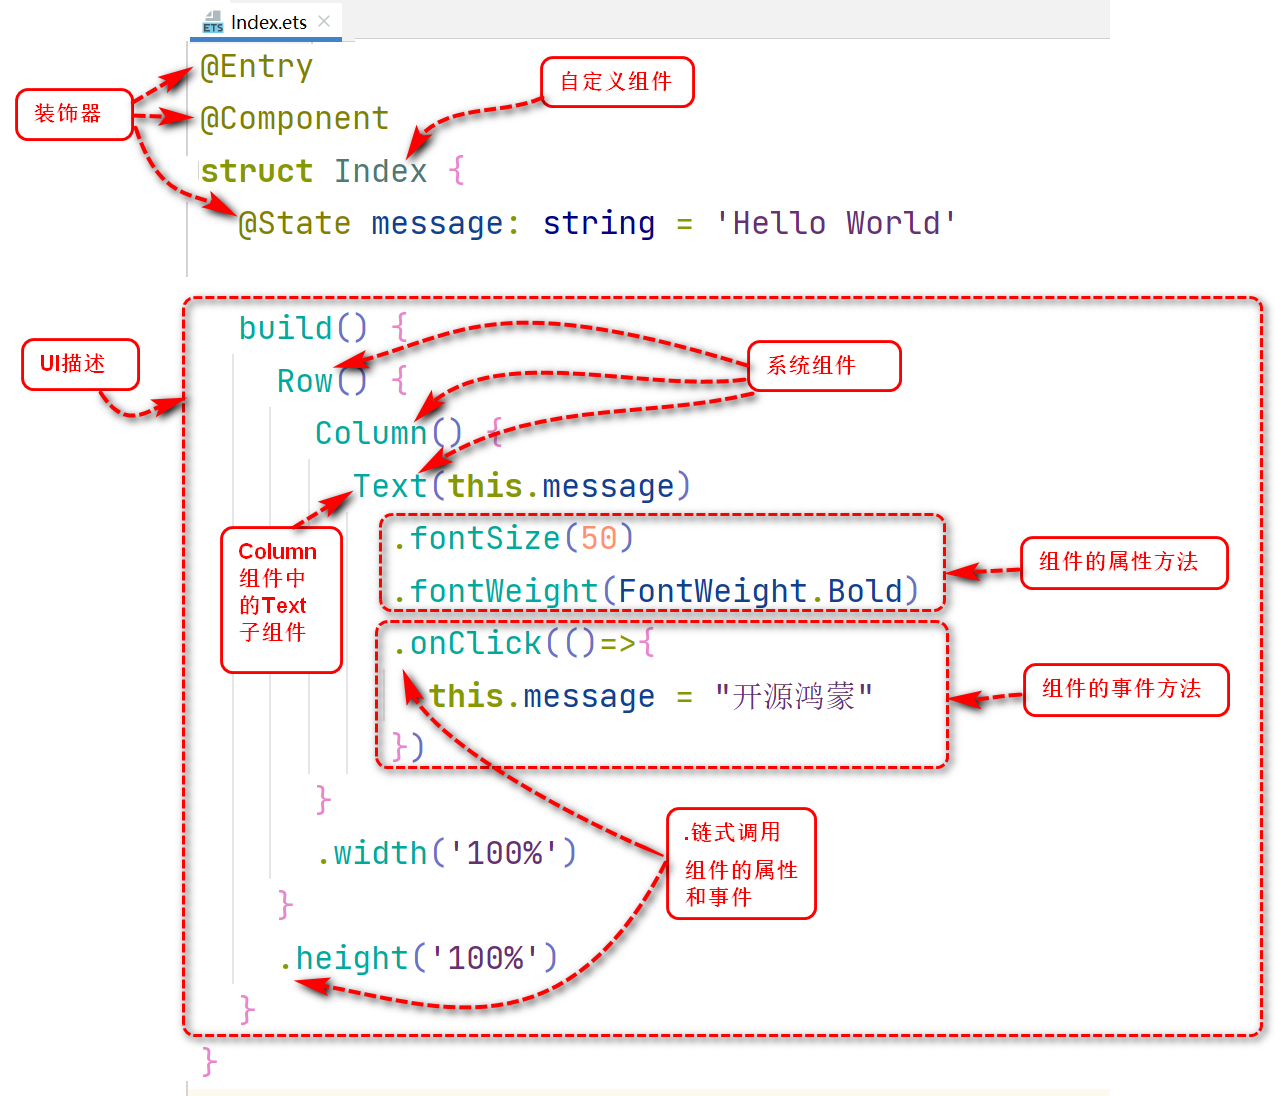 ETS Index.ets
@Entry
自定义组件
装饰器
@Component
struct Index {
@State message: string = 'Hello World'
build() {
UI描述
系统组件
Row() {
Column() {
Text(this.message)
.fontSize(50)
Column
组件中
的Text
子组件
组件的属性方法
.fontWeight(FontWeight.Bold)
.onClick(()=>{
组件的事件方法
this.message = "开源鸿蒙"
})
}
.链式调用
组件的属性
和事件
.width('100%')
}
.height('100%')
}
}